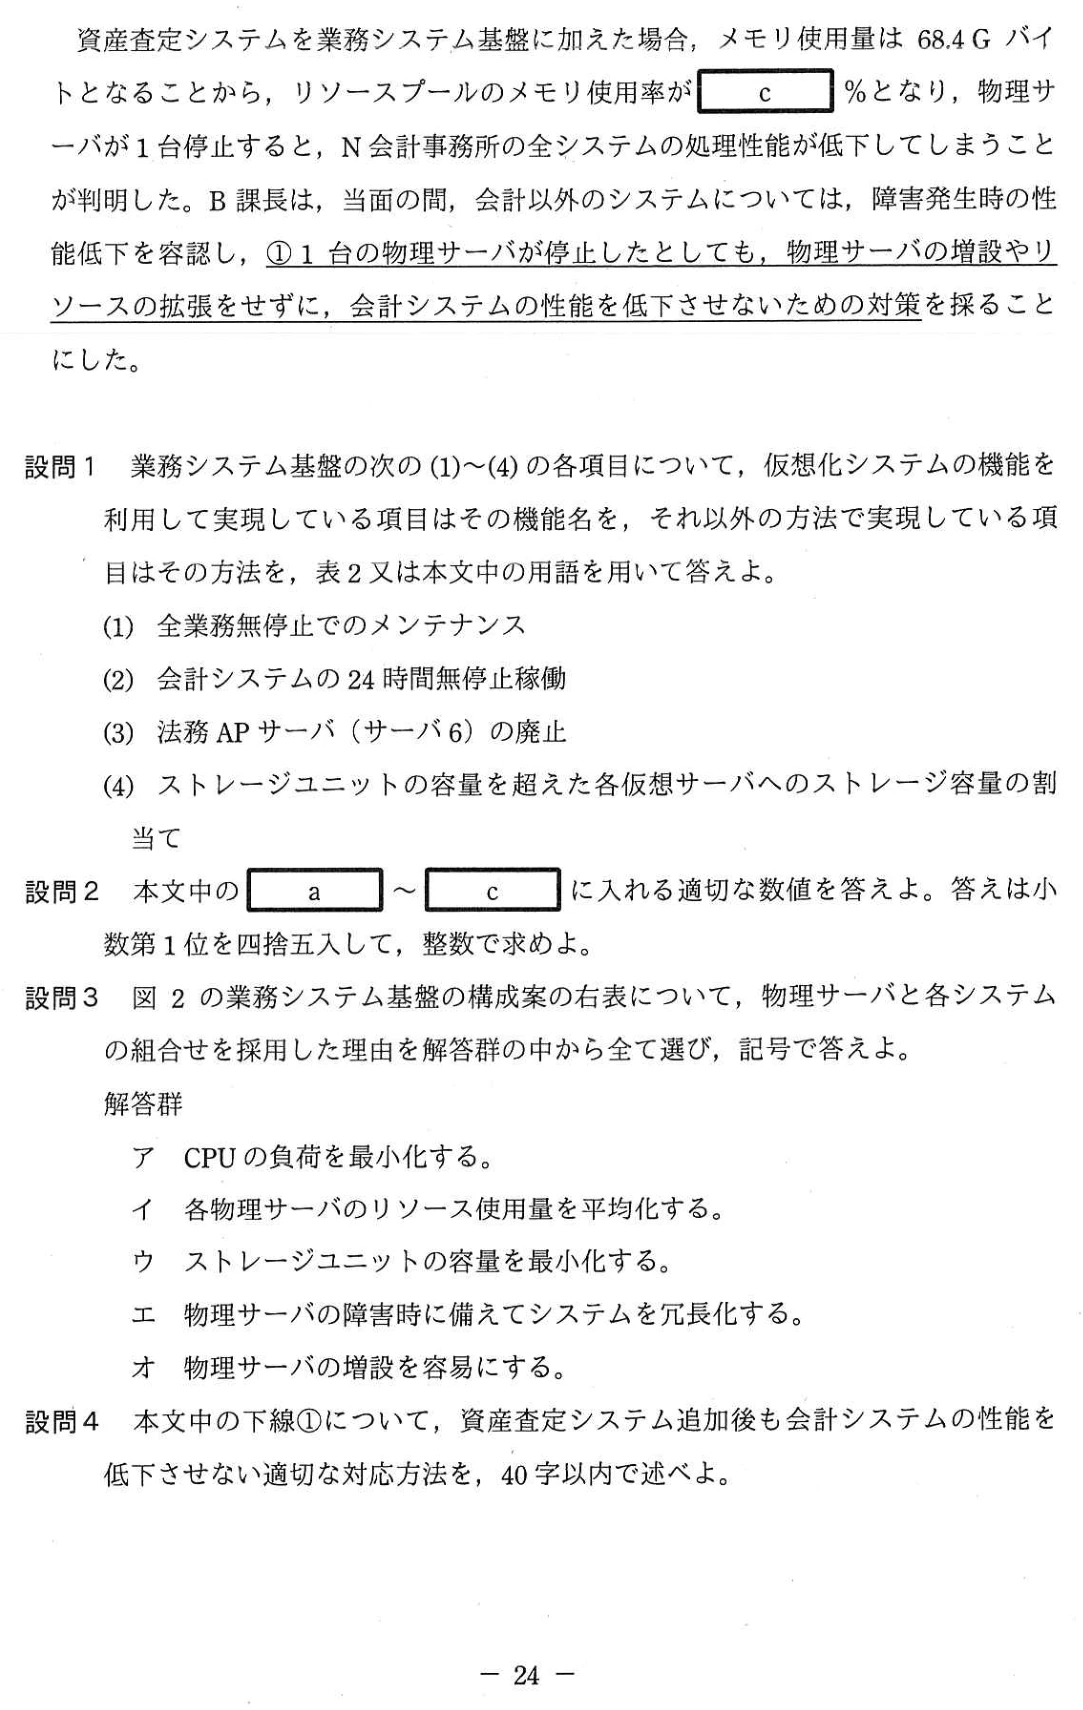 資産査定システムを業務システム基盤に加えた場合，メモリ使用量は 68.4 G バイ
トとなることから，リソースプールのメモリ使用率が c %となり，物理サ
ーバが 1 台停止すると，N 会計事務所の全システムの処理性能が低下してしまうこと
が判明した。B 課長は，当面の間，会計以外のシステムについては，障害発生時の性
能低下を容認し，① 1 台の物理サーバが停止したとしても，物理サーバの増設やリ
ソースの拡張をせずに，会計システムの性能を低下させないための対策を採ること
にした。
設問 1 業務システム基盤の次の (1)～(4) の各項目について，仮想化システムの機能を
利用して実現している項目はその機能名を，それ以外の方法で実現している項
目はその方法を，表 2 又は本文中の用語を用いて答えよ。
(1) 全業務無停止でのメンテナンス
(2) 会計システムの 24 時間無停止稼働
(3) 法務 AP サーバ（サーバ 6）の廃止
(4) ストレージユニットの容量を超えた各仮想サーバへのストレージ容量の割
当て
設問 2 本文中の a ～ c に入れる適切な数値を答えよ。答えは小
数第 1 位を四捨五入して，整数で求めよ。
設問 3 図 2 の業務システム基盤の構成案の右表について，物理サーバと各システム
の組合せを採用した理由を解答群の中から全て選び，記号で答えよ。
解答群
ア CPU の負荷を最小化する。
イ 各物理サーバのリソース使用量を平均化する。
ウ ストレージユニットの容量を最小化する。
エ 物理サーバの障害時に備えてシステムを冗長化する。
オ 物理サーバの増設を容易にする。
設問 4 本文中の下線①について，資産査定システム追加後も会計システムの性能を
低下させない適切な対応方法を，40 字以内で述べよ。
－ 24 －